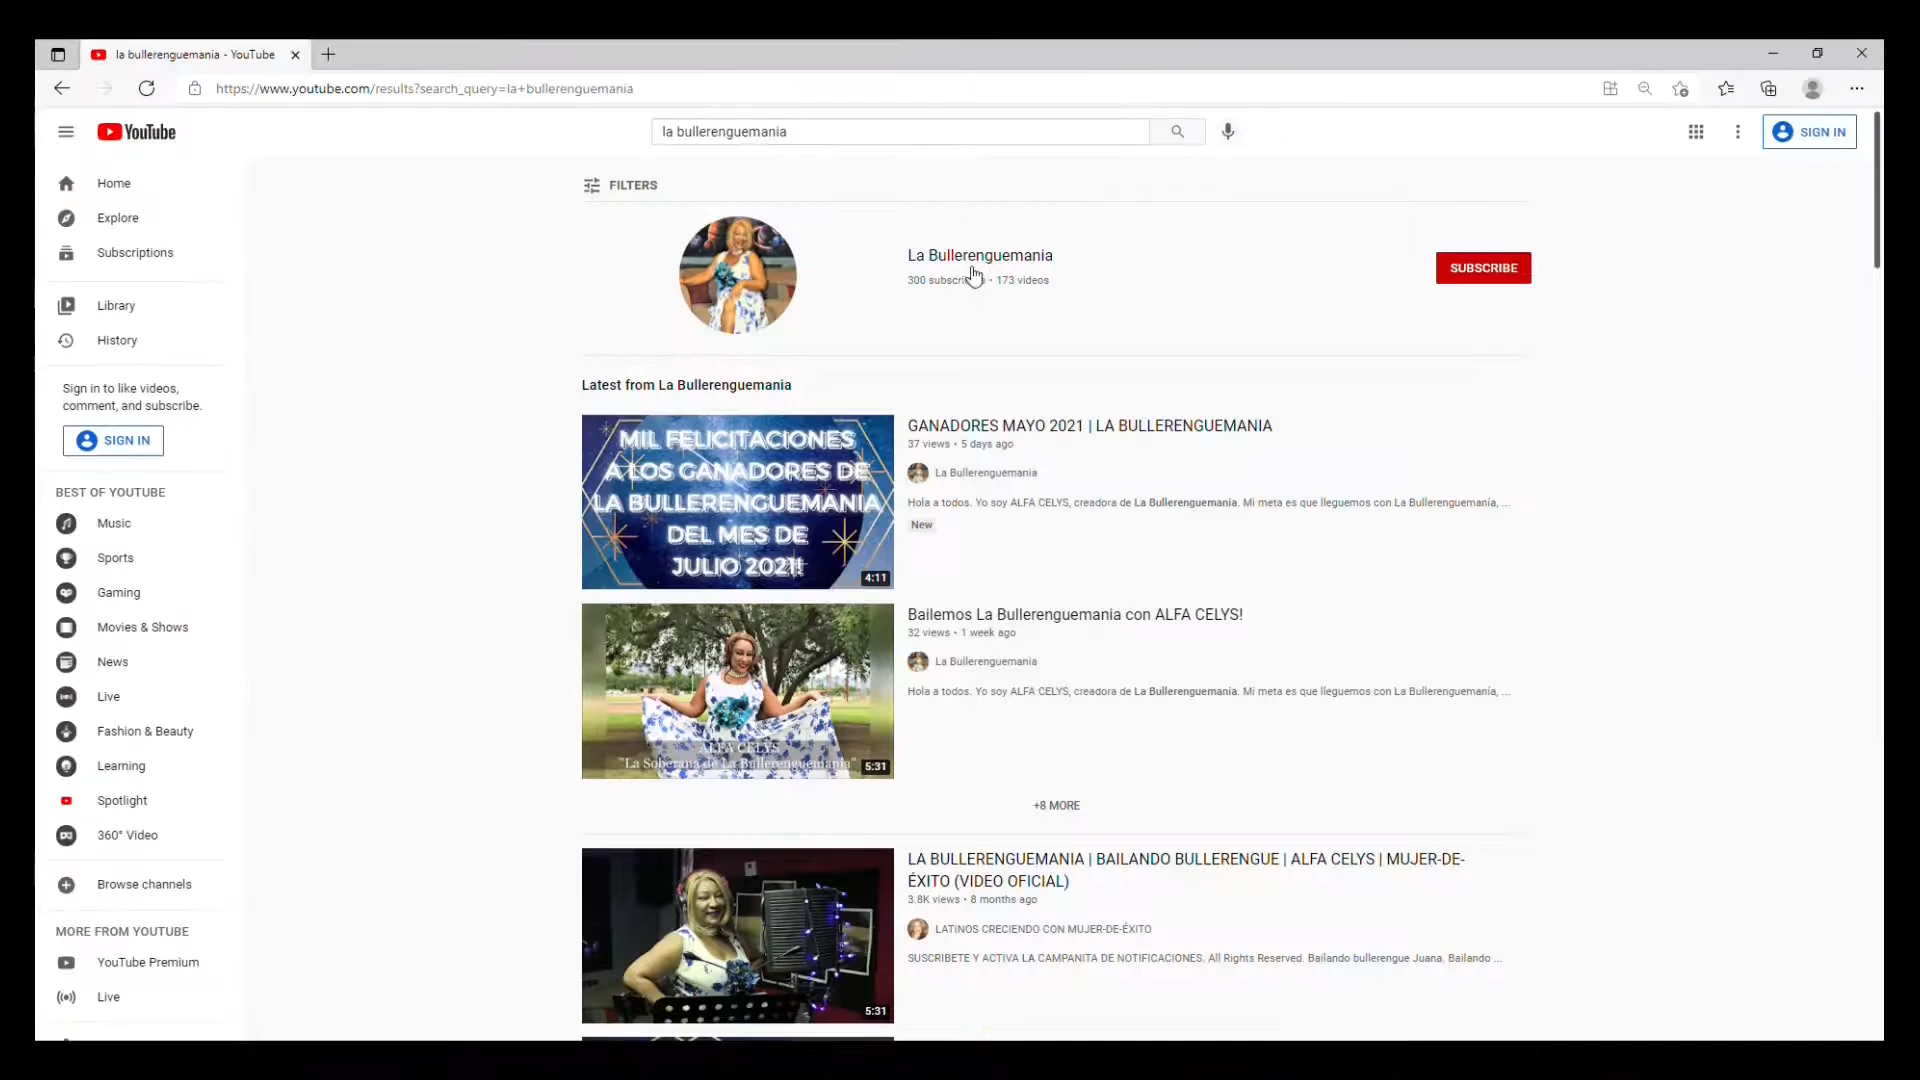 la bullerenguemania - YouTube
https://www.youtube.com/results?search_query=la+bullerenguemania
YouTube
la bullerenguemania
SIGN IN
Home
Explore
Subscriptions
Library
History
Sign in to like videos,
comment, and subscribe.
SIGN IN
BEST OF YOUTUBE
Music
Sports
Gaming
Movies & Shows
News
Live
Fashion & Beauty
Learning
Spotlight
360° Video
Browse channels
MORE FROM YOUTUBE
YouTube Premium
Live
FILTERS
La Bullerenguemania
300 • 173 videos
SUBSCRIBE
Latest from La Bullerenguemania
MIL FELICITACIONES
A LOS GANADORES DE
LA BULLERENGUEMANIA
DEL MES DE
JULIO 2021!
4:11
GANADORES MAYO 2021 | LA BULLERENGUEMANIA
37 views • 5 days ago
La Bullerenguemania
Hola a todos. Yo soy ALFA CELYS, creadora de La Bullerenguemania. Mi meta es que lleguemos con La Bullerenguemanía, ...
New
ALFA CELYS
"La Soberana de La Bullerenguemania"
5:31
Bailemos La Bullerenguemania con ALFA CELYS!
32 views • 1 week ago
La Bullerenguemania
Hola a todos. Yo soy ALFA CELYS, creadora de La Bullerenguemania. Mi meta es que lleguemos con La Bullerenguemanía, ...
+8 MORE
5:31
LA BULLERENGUEMANIA | BAILANDO BULLERENGUE | ALFA CELYS | MUJER-DE-
ÉXITO (VIDEO OFICIAL)
3.8K views • 8 months ago
LATINOS CRECIENDO CON MUJER-DE-ÉXITO
SUSCRIBETE Y ACTIVA LA CAMPANITA DE NOTIFICACIONES. All Rights Reserved. Bailando bullerengue Juana. Bailando ...